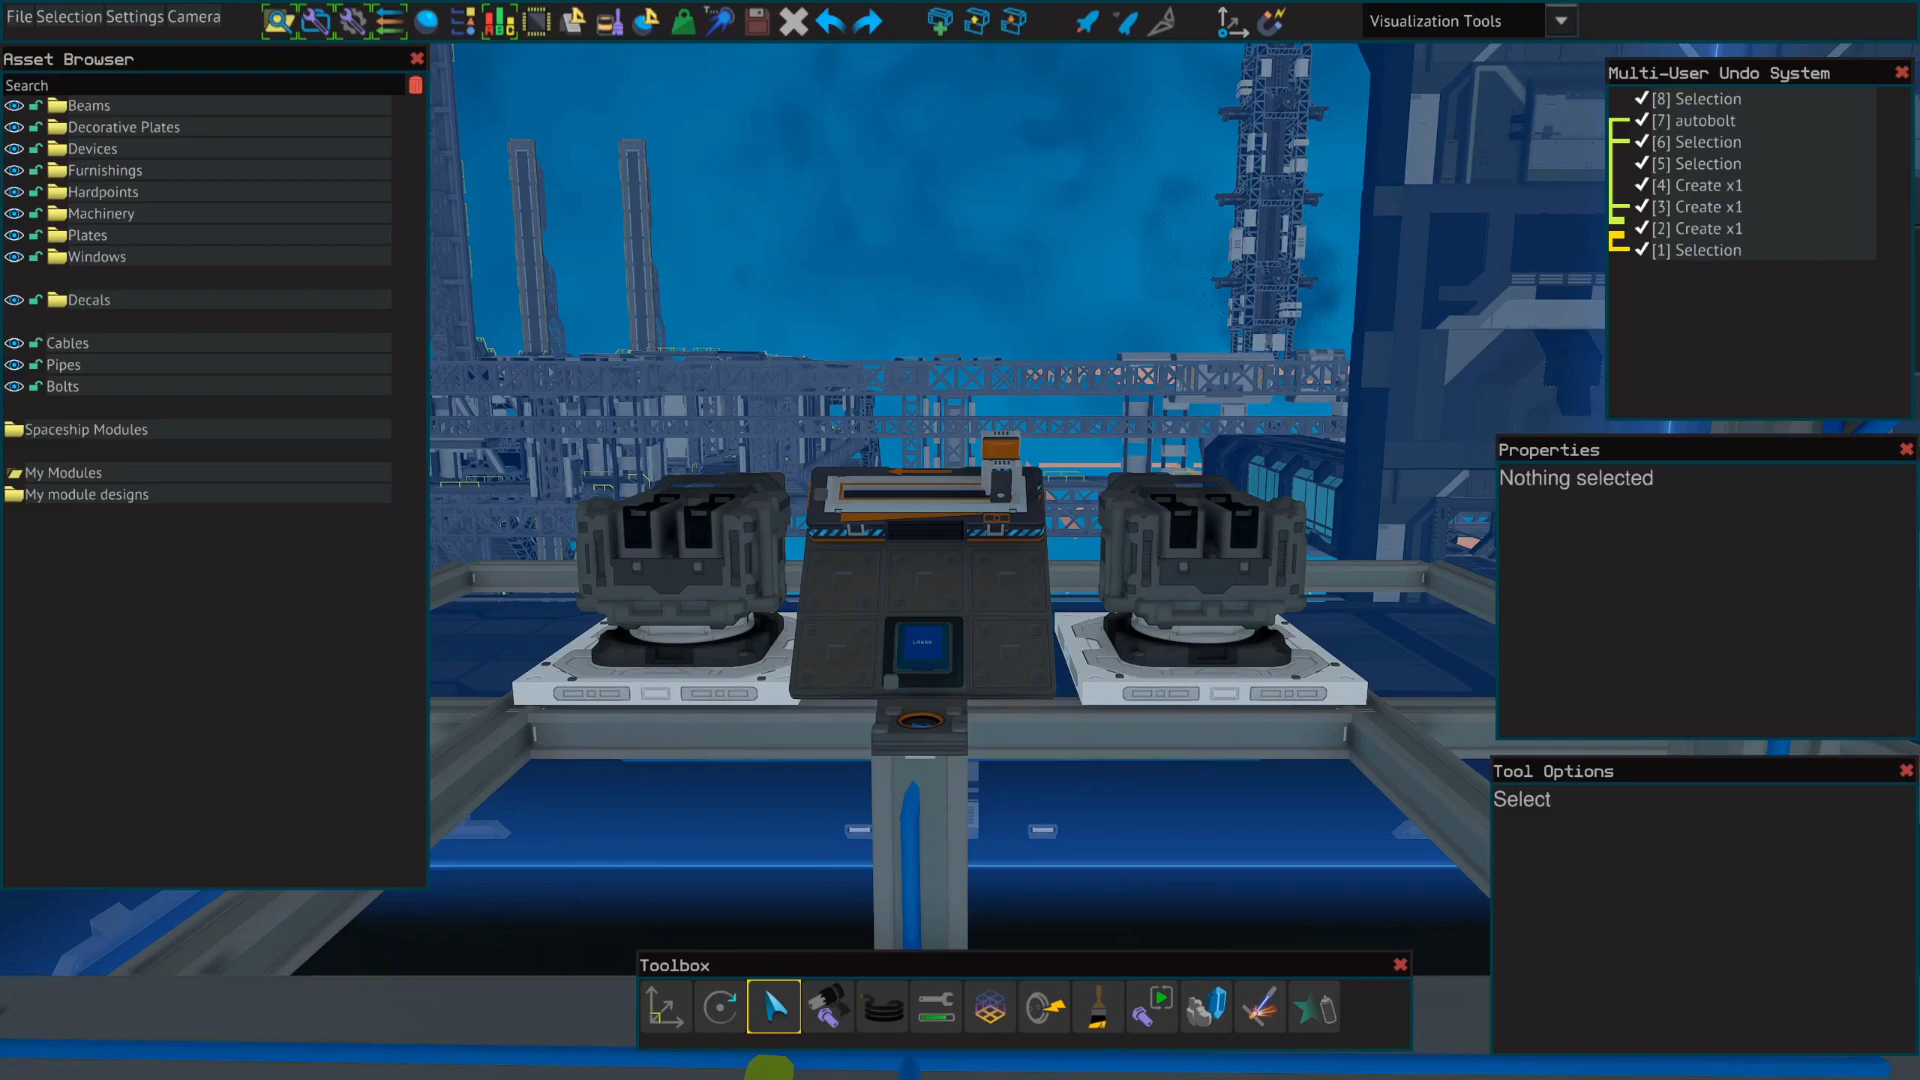 File Selection Settings Camera
Visualization Tools
Asset Browser
Search
Beams
Decorative Plates
Devices
Furnishings
Hardpoints
Machinery
Plates
Windows
Decals
Cables
Pipes
Bolts
Spaceship Modules
My Modules
My module designs
Multi-User Undo System
[8] Selection
[7] autobolt
[6] Selection
[5] Selection
[4] Create x1
[3] Create x1
[2] Create x1
[1] Selection
Properties
Nothing selected
LASER
Tool Options
Select
Toolbox